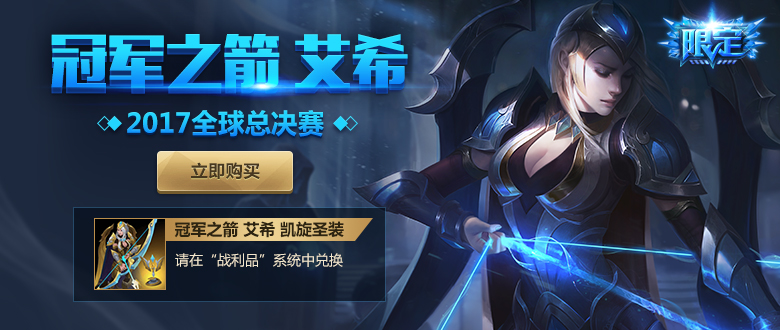 冠军之箭 艾希
限定
2017全球总决赛
立即购买
冠军之箭 艾希 凯旋圣装
请在“战利品”系统中兑换